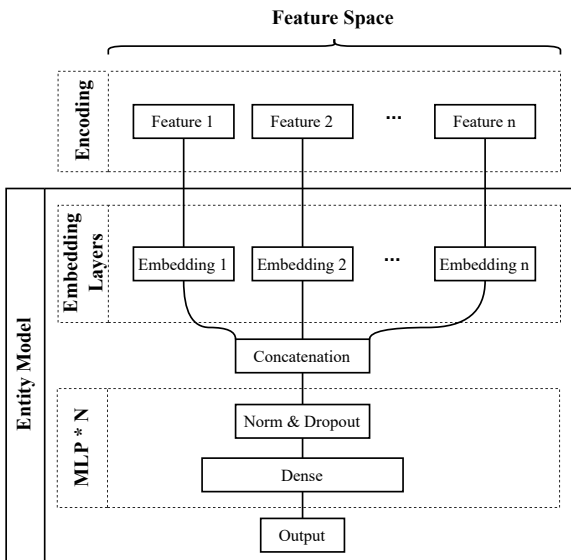 Feature Space
Encoding
Feature 1
Feature 2
...
Feature n
Entity Model
Embedding
Layers
Embedding 1
Embedding 2
...
Embedding n
Concatenation
MLP * N
Norm & Dropout
Dense
Output